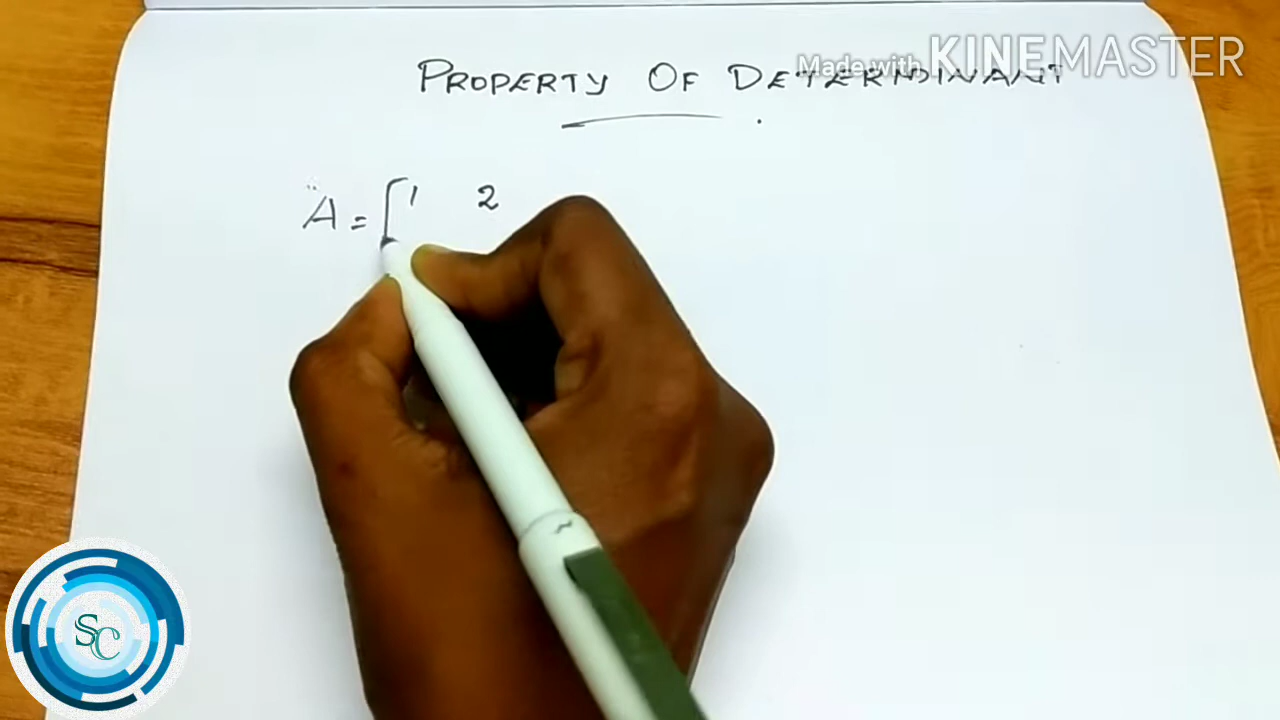 Made with KINEMASTER
PROPERTY OF DETERMINANT
A = [ 1 2
SC